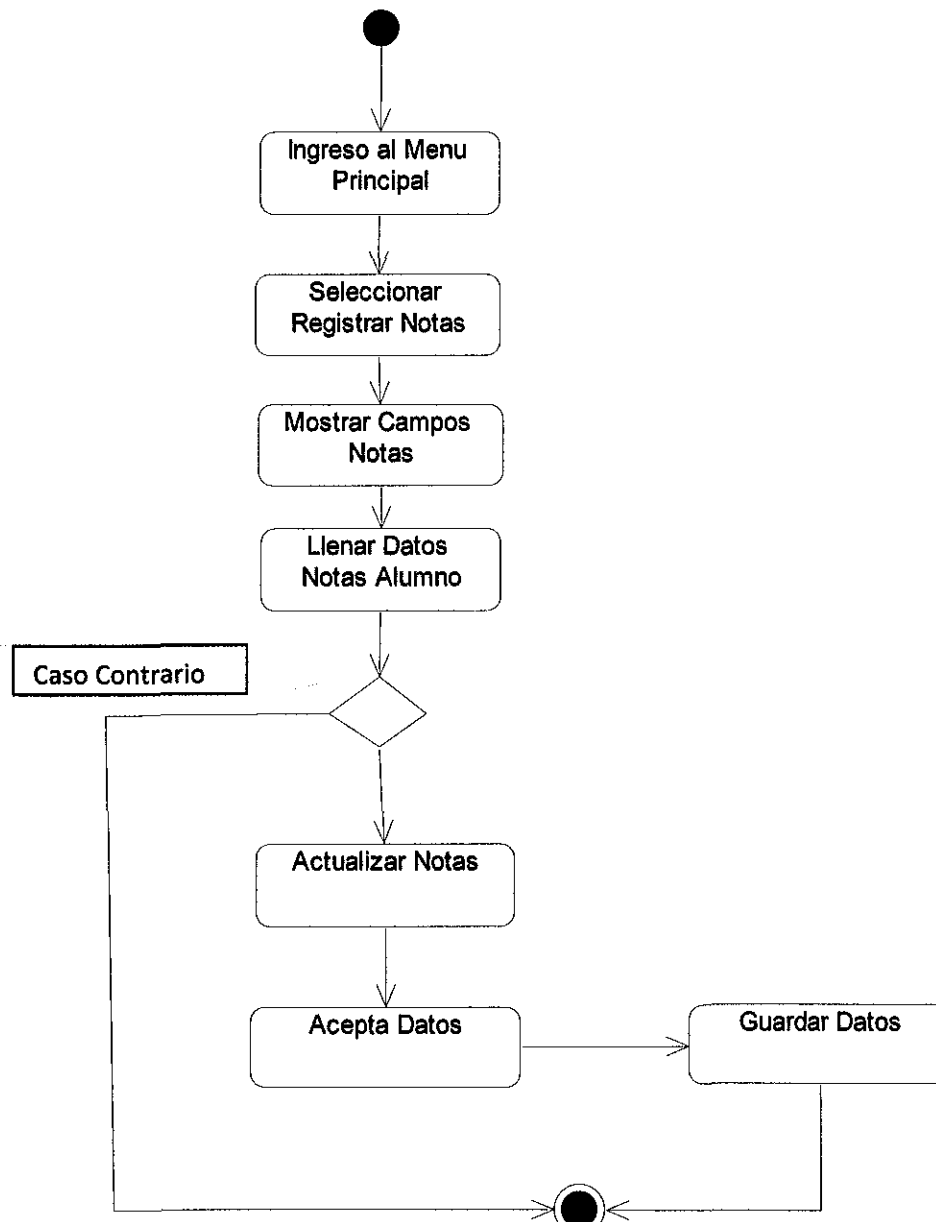 Ingreso al Menu
Principal
Seleccionar
Registrar Notas
Mostrar Campos
Notas
Llenar Datos
Notas Alumno
Caso Contrario
Actualizar Notas
Acepta Datos
Guardar Datos